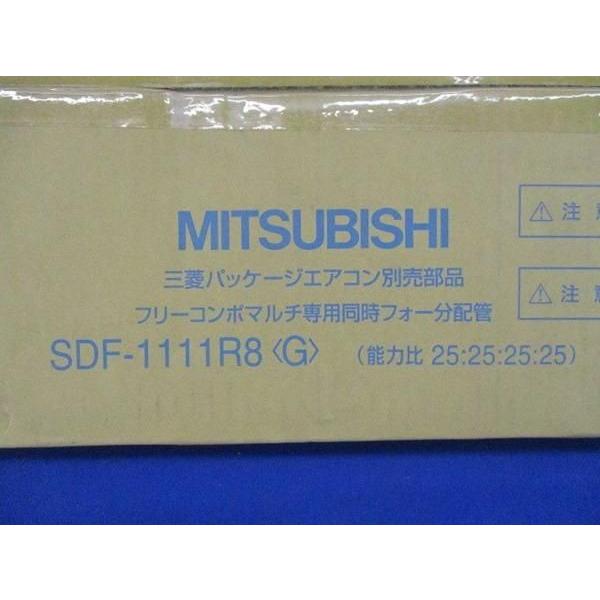 MITSUBISHI
三菱パッケージエアコン別売部品
フリーコンポマルチ専用同時フォー分配管
SDF-1111R8〈G〉 (能力比 25:25:25:25)
⚠注
⚠注意